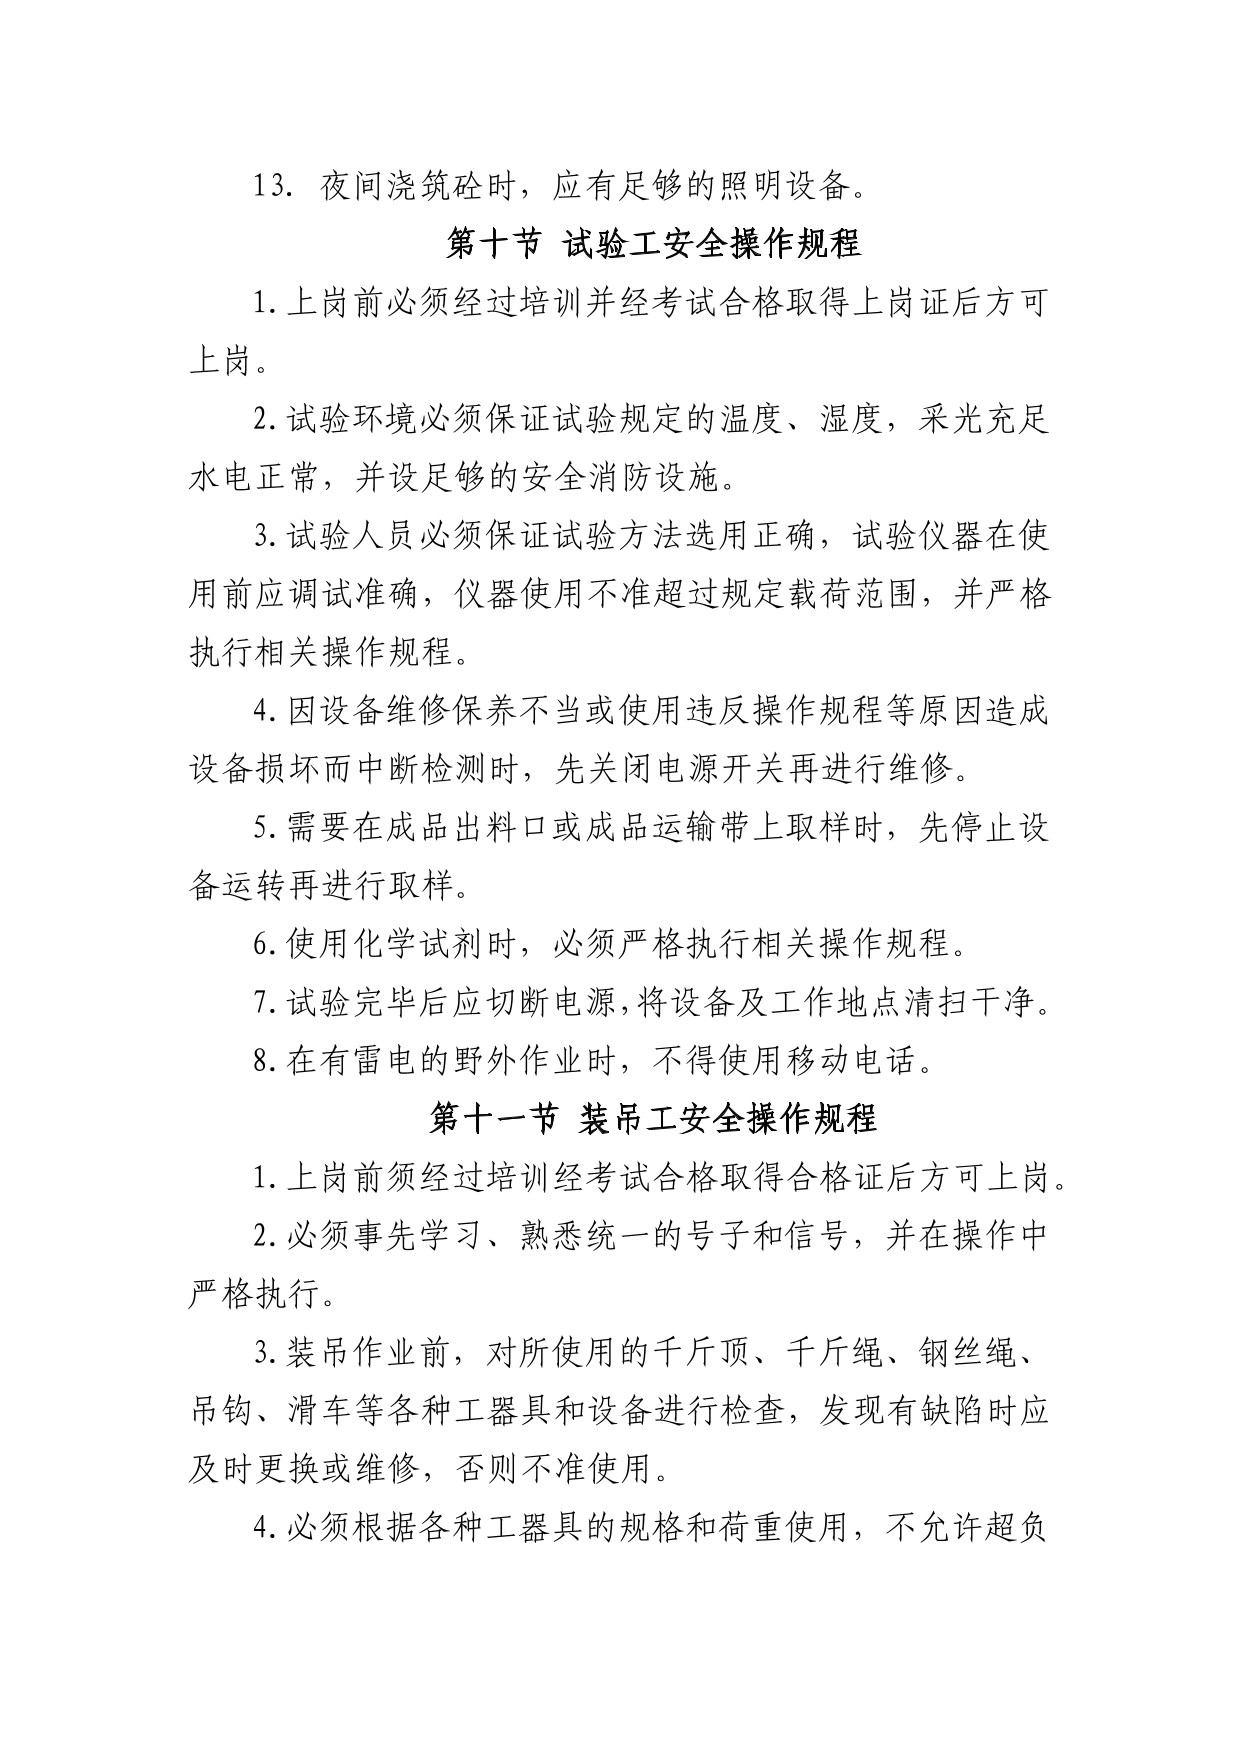 13. 夜间浇筑砼时，应有足够的照明设备。
第十节 试验工安全操作规程
1.上岗前必须经过培训并经考试合格取得上岗证后方可
上岗。
2.试验环境必须保证试验规定的温度、湿度，采光充足
水电正常，并设足够的安全消防设施。
3.试验人员必须保证试验方法选用正确，试验仪器在使
用前应调试准确，仪器使用不准超过规定载荷范围，并严格
执行相关操作规程。
4.因设备维修保养不当或使用违反操作规程等原因造成
设备损坏而中断检测时，先关闭电源开关再进行维修。
5.需要在成品出料口或成品运输带上取样时，先停止设
备运转再进行取样。
6.使用化学试剂时，必须严格执行相关操作规程。
7.试验完毕后应切断电源,将设备及工作地点清扫干净。
8.在有雷电的野外作业时，不得使用移动电话。
第十一节 装吊工安全操作规程
1.上岗前须经过培训经考试合格取得合格证后方可上岗。
2.必须事先学习、熟悉统一的号子和信号，并在操作中
严格执行。
3.装吊作业前，对所使用的千斤顶、千斤绳、钢丝绳、
吊钩、滑车等各种工器具和设备进行检查，发现有缺陷时应
及时更换或维修，否则不准使用。
4.必须根据各种工器具的规格和荷重使用，不允许超负